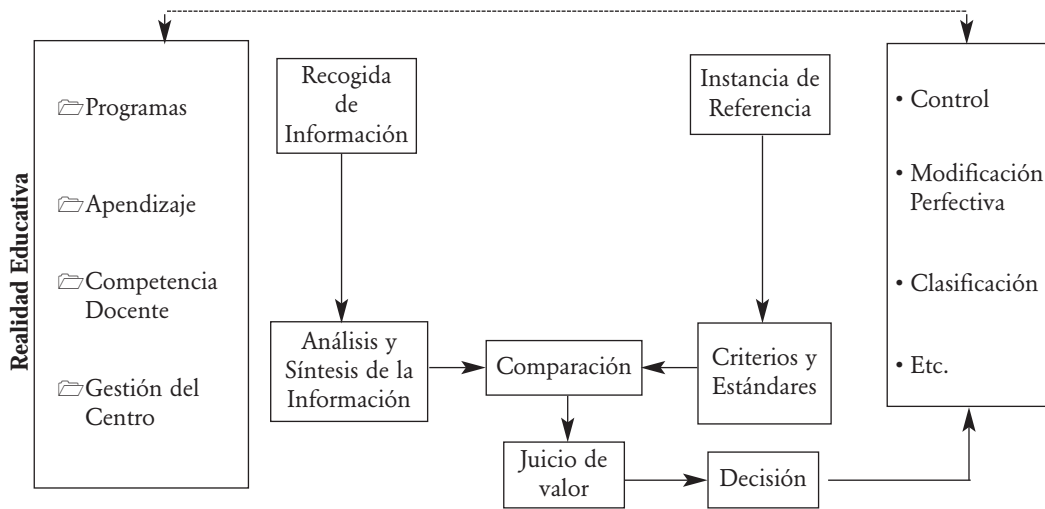 Realidad Educativa
Programas
Apendizaje
Competencia
Docente
Gestión del
Centro
Recogida
de
Información
Análisis y
Síntesis de la
Información
Comparación
Instancia de
Referencia
Criterios y
Estándares
Juicio de
valor
Decisión
• Control
• Modificación
Perfectiva
• Clasificación
• Etc.